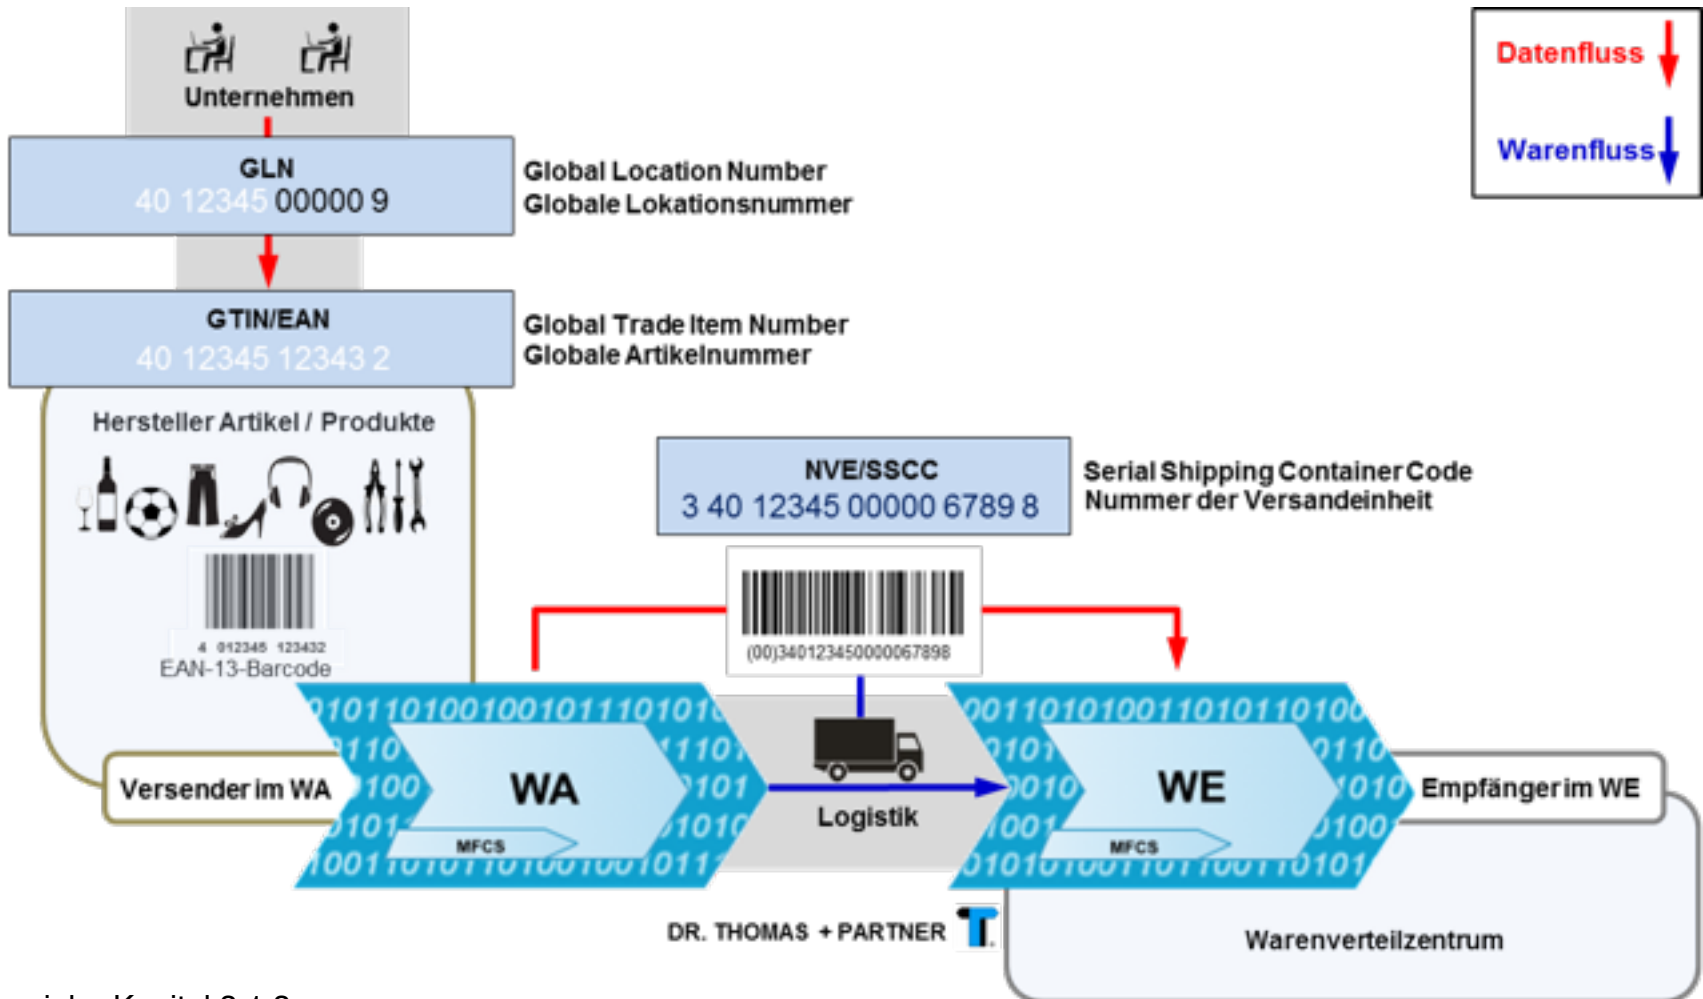 Unternehmen
GLN
40 12345 00000 9
Global Location Number
Globale Lokationsnummer
GTIN/EAN
40 12345 12343 2
Global Trade Item Number
Globale Artikelnummer
Datenfluss
Warenfluss
Hersteller Artikel / Produkte
4 012345 123432
EAN-13-Barcode
NVE/SSCC
3 40 12345 00000 6789 8
Serial Shipping Container Code
Nummer der Versandeinheit
(00)340123450000067898
Versender im WA
WA
MFCS
Logistik
WE
MFCS
Empfänger im WE
DR. THOMAS + PARTNER
Warenverteilzentrum